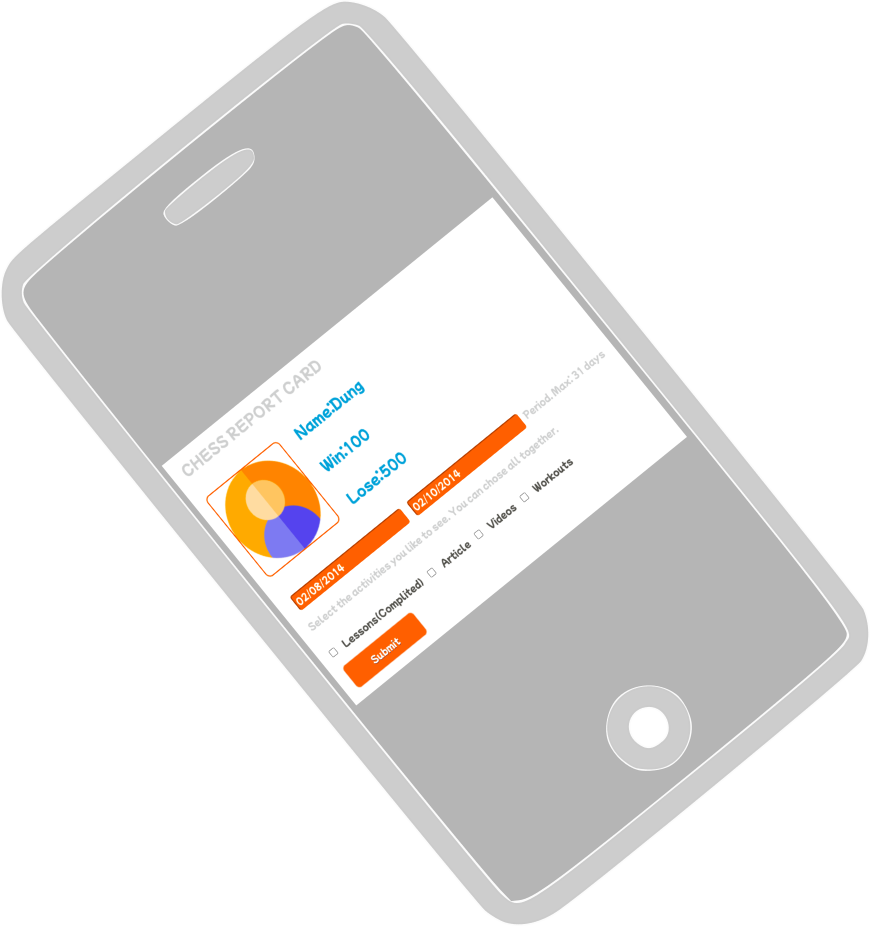 CHESS REPORT CARD
Name:Dung
Win:100
Lose:500
02/08/2014 02/10/2014 Period. Max: 31 days
Select the activities you like to see. You can chose all together.
Lessons(Complited) Article Videos Workouts
Submit